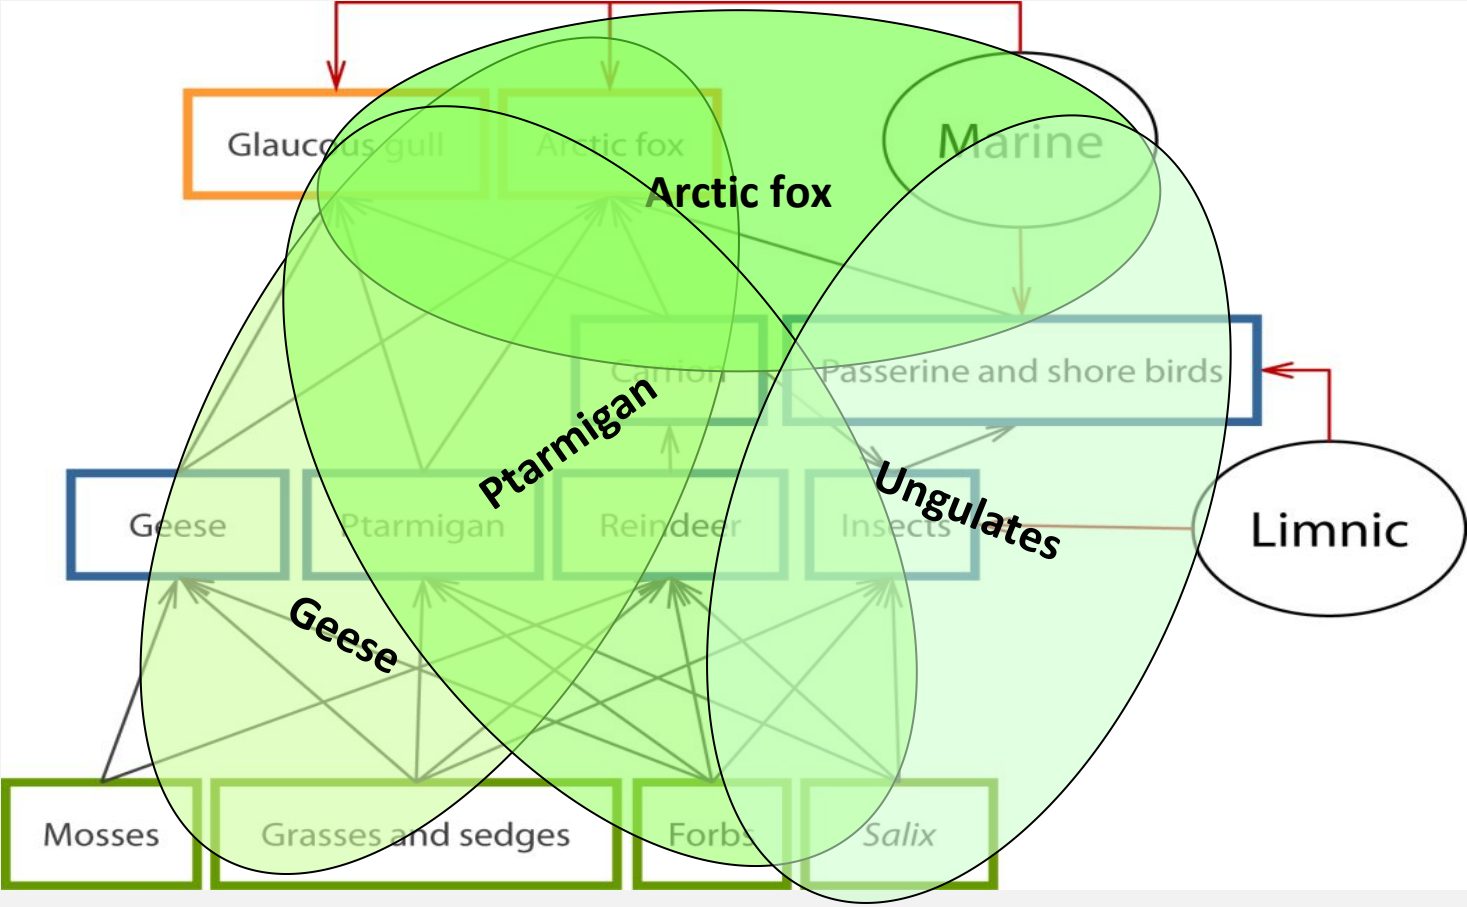 Glaucous gull
Arctic fox
Marine
Arctic fox
Carrion
Passerine and shore birds
Ptarmigan
Ungulates
Geese
Ptarmigan
Reindeer
Insects
Limnic
Geese
Mosses
Grasses and sedges
Forbs
Salix